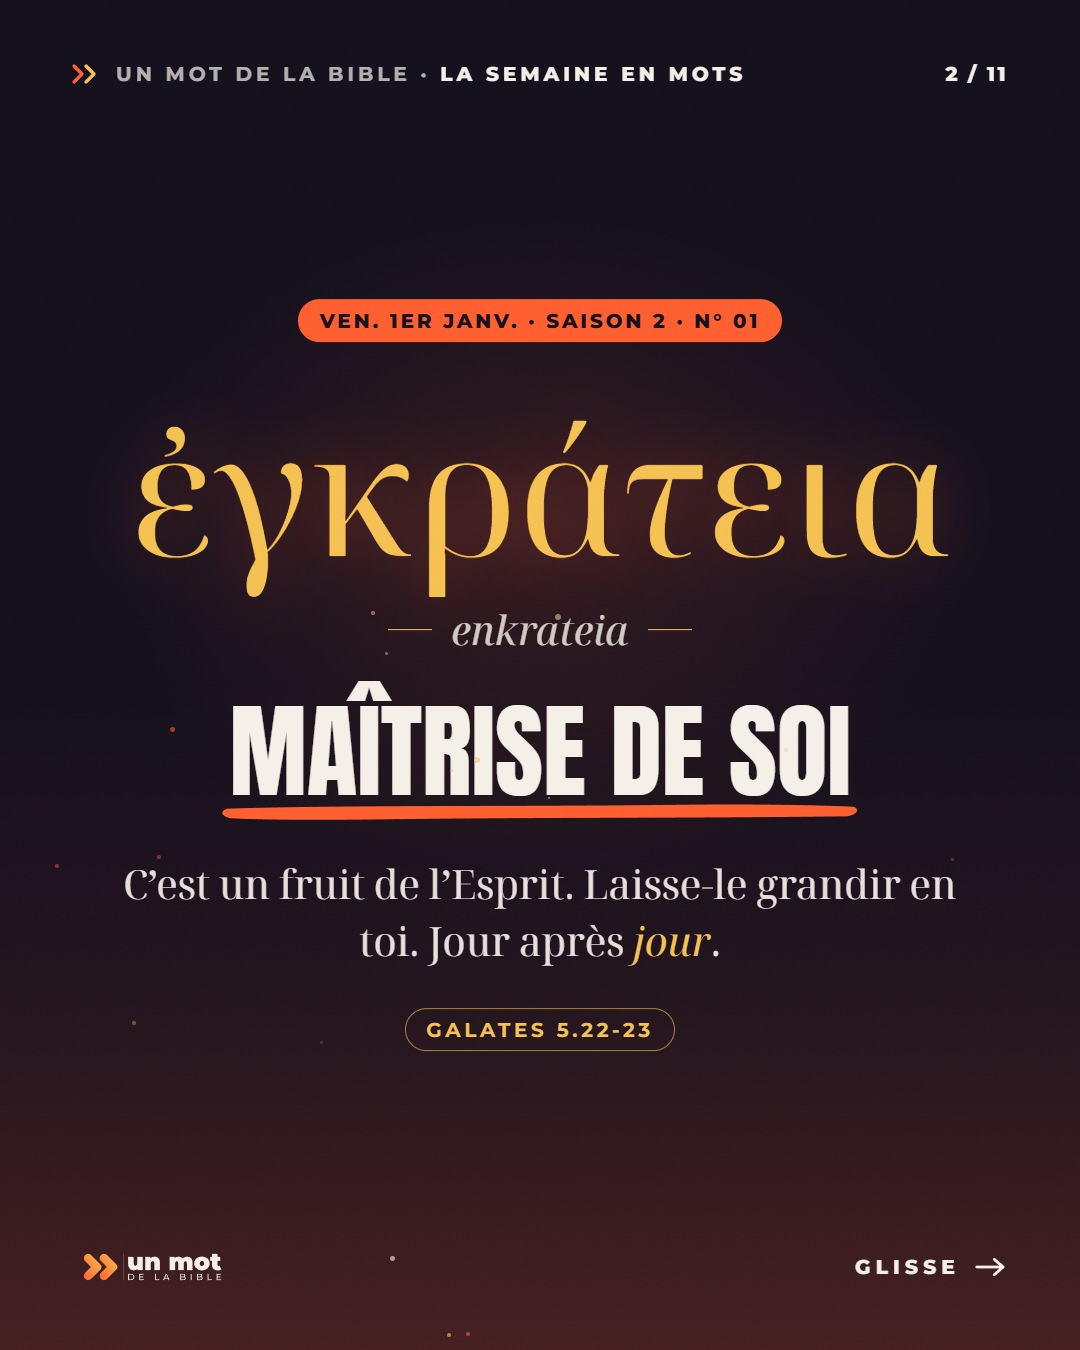 UN MOT DE LA BIBLE · LA SEMAINE EN MOTS
2 / 11
VEN. 1ER JANV. · SAISON 2 · N° 01
ἐγκράτεια
enkrateia
MAÎTRISE DE SOI
C’est un fruit de l’Esprit. Laisse-le grandir en
toi. Jour après jour.
GALATES 5.22-23
un mot
DE LA BIBLE
GLISSE →